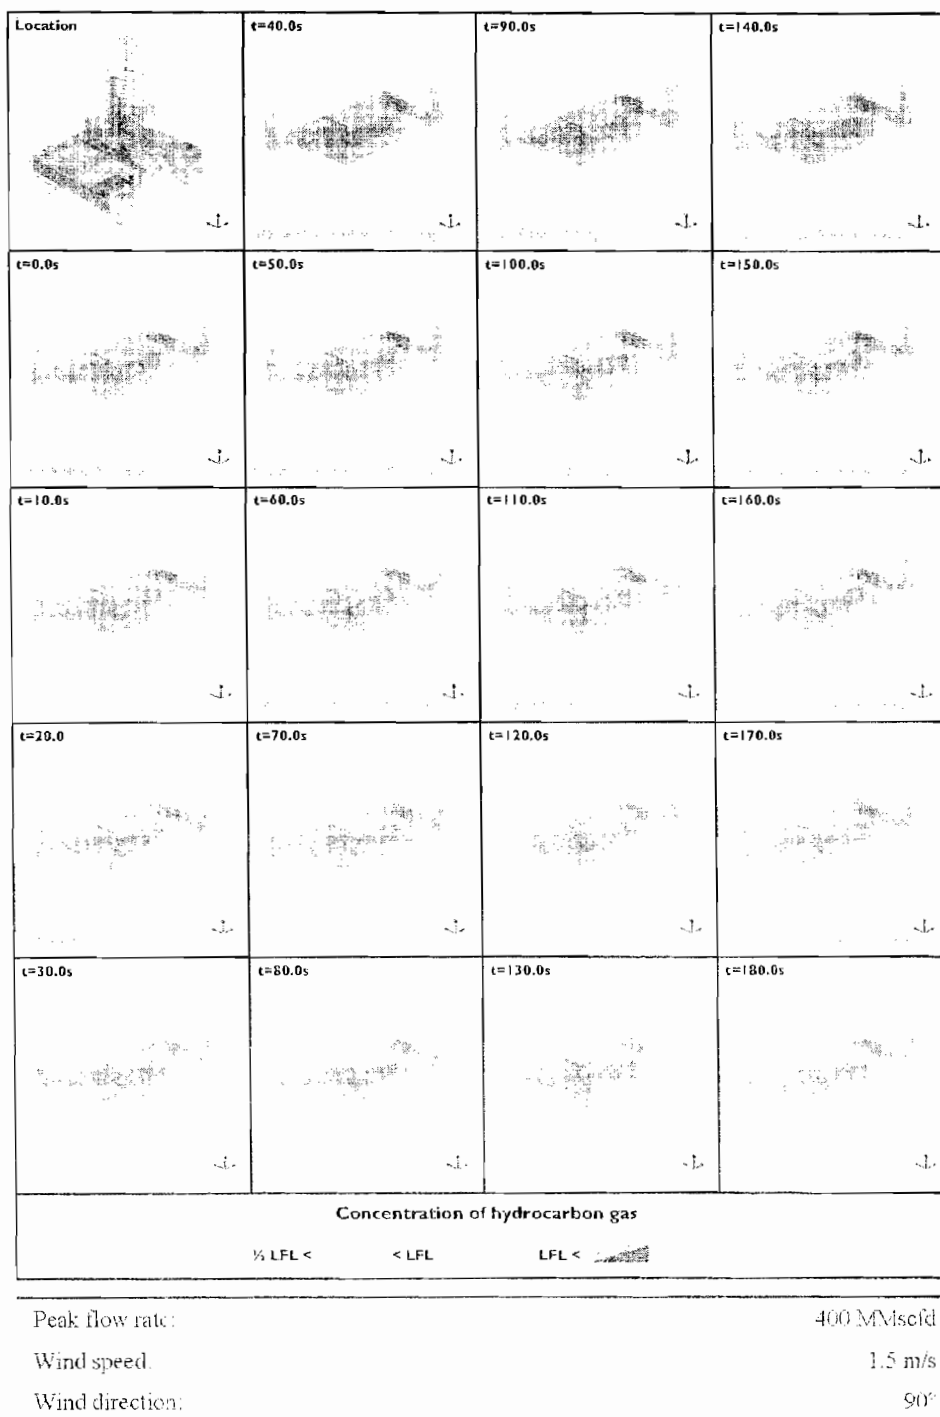 Location
t=40.0s
t=90.0s
t=140.0s
t=0.0s
t=50.0s
t=100.0s
t=150.0s
t=10.0s
t=60.0s
t=110.0s
t=160.0s
t=20.0
t=70.0s
t=120.0s
t=170.0s
t=30.0s
t=80.0s
t=130.0s
t=180.0s
Concentration of hydrocarbon gas
½ LFL < < LFL LFL <
Peak flow rate: 400 MMscfd
Wind speed: 1.5 m/s
Wind direction: 90°